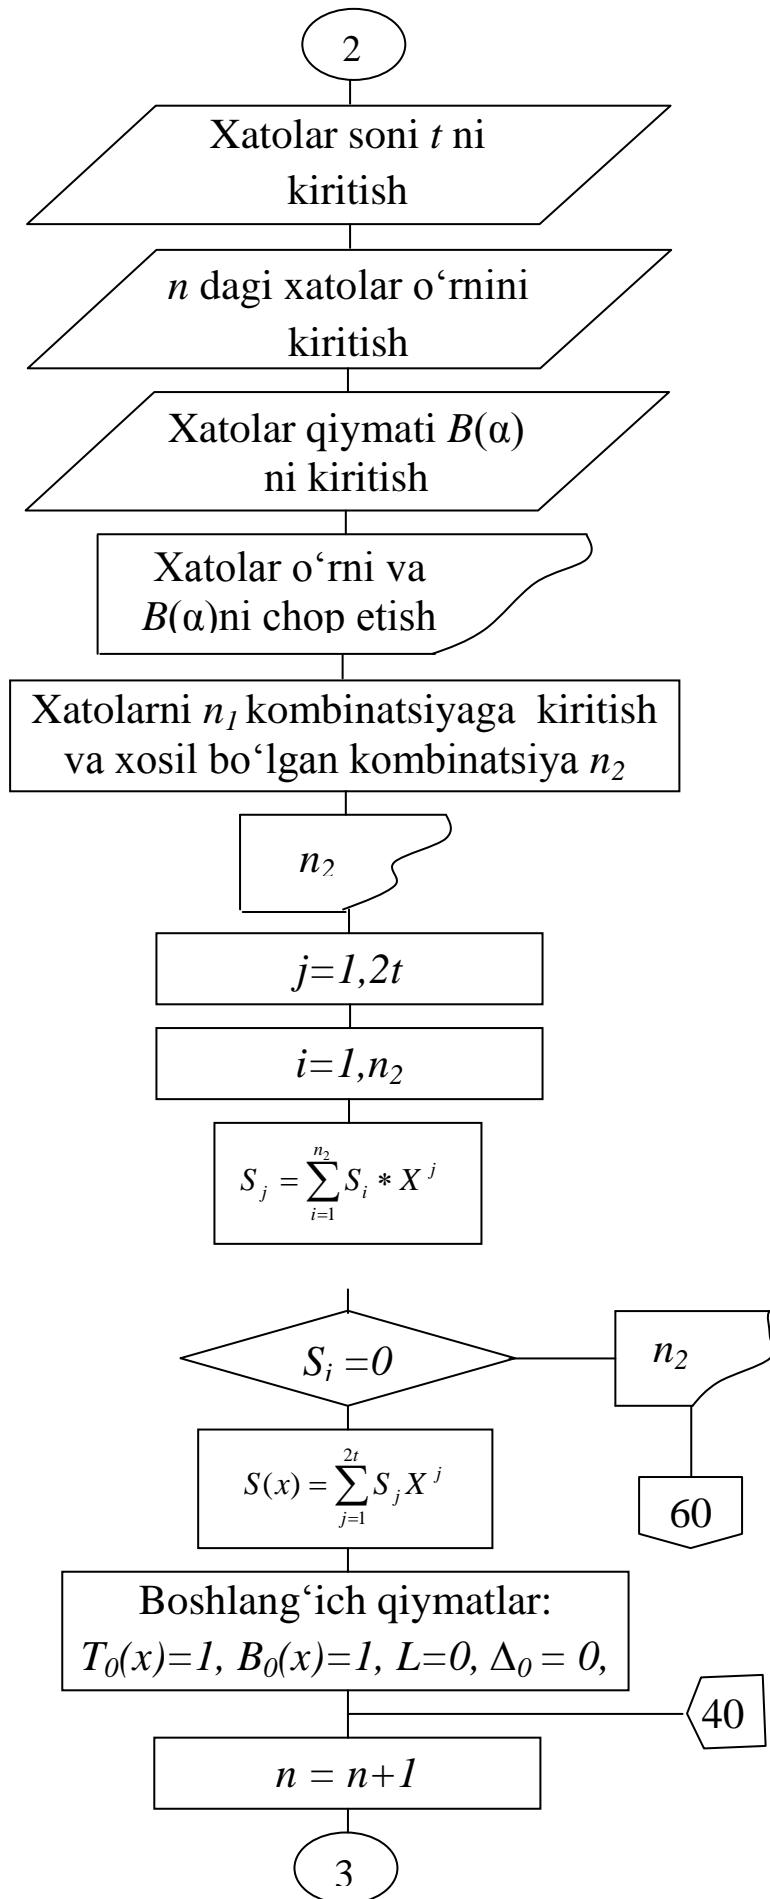 2
Xatolar soni t ni
kiritish
n dagi xatolar o‘rnini
kiritish
Xatolar qiymati B(α)
ni kiritish
Xatolar o‘rni va
B(α)ni chop etish
Xatolarni n₁ kombinatsiyaga kiritish
va xosil bo‘lgan kombinatsiya n₂
n₂
j=1,2t
i=1,n₂
S_j = \sum_{i=1}^{n_2} S_i * X^j
S_i =0
n₂
S(x) = \sum_{j=1}^{2t} S_j X^j
60
Boshlang‘ich qiymatlar:
T₀(x)=1, B₀(x)=1, L=0, Δ₀ = 0,
40
n = n+1
3